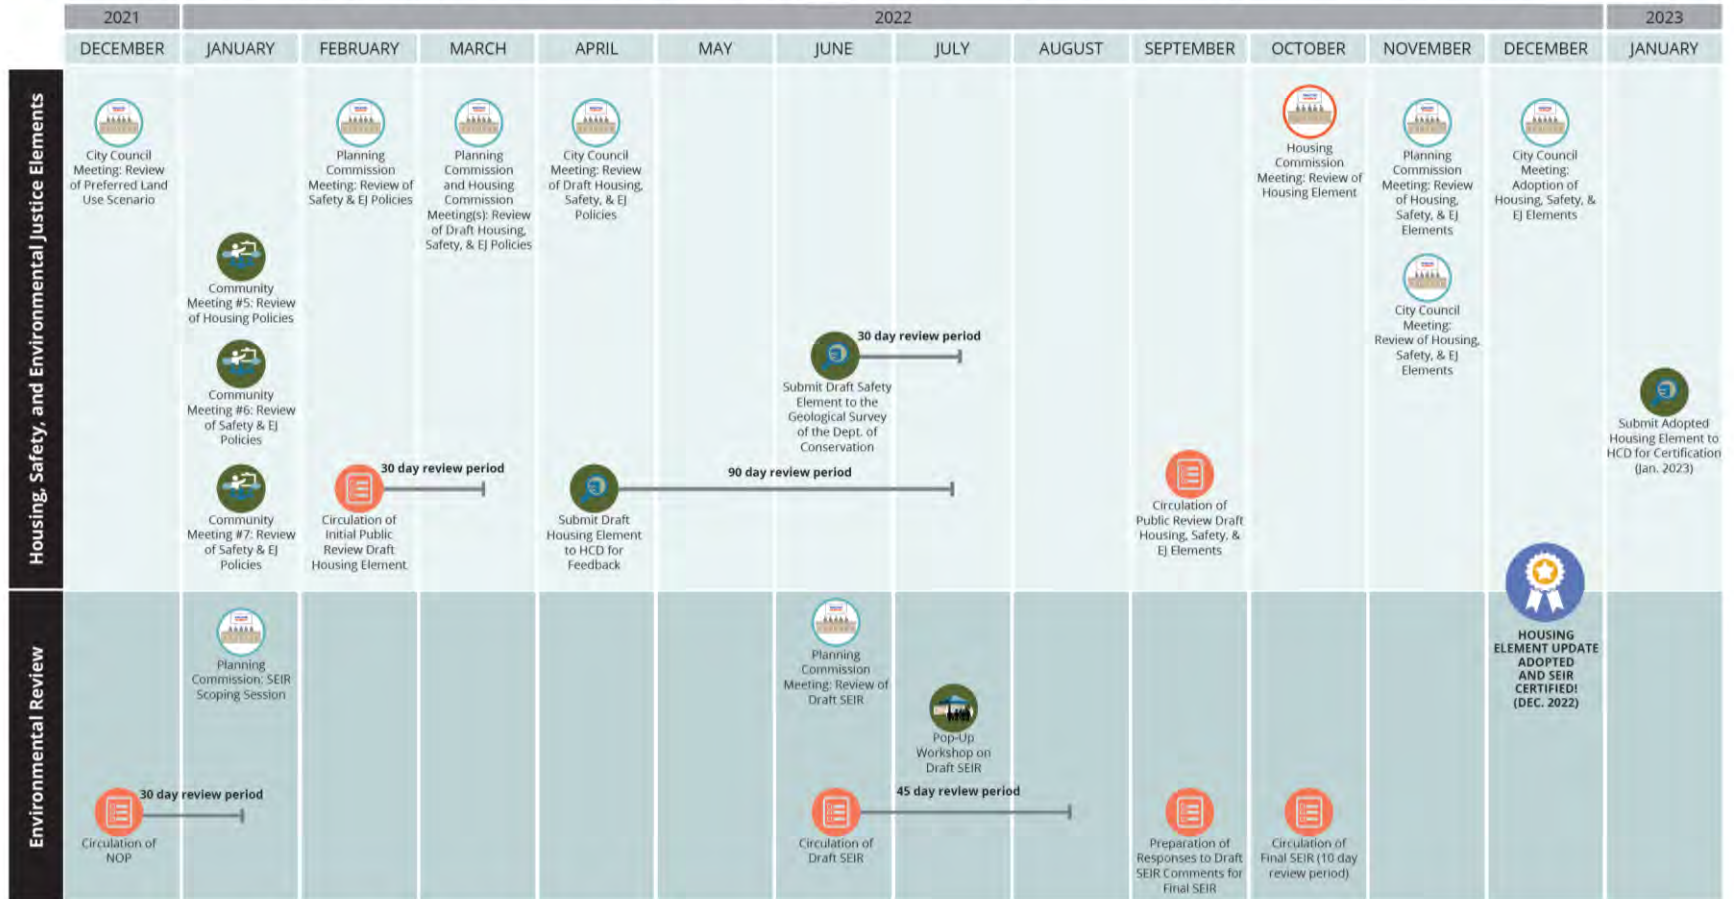 2021
2022
2023
DECEMBER
JANUARY
FEBRUARY
MARCH
APRIL
MAY
JUNE
JULY
AUGUST
SEPTEMBER
OCTOBER
NOVEMBER
DECEMBER
JANUARY
Housing, Safety, and Environmental Justice Elements
City Council
Meeting: Review
of Preferred Land
Use Scenario
Community
Meeting #5: Review
of Housing Policies
Community
Meeting #6: Review
of Safety & EJ
Policies
Community
Meeting #7: Review
of Safety & EJ
Policies
Planning
Commission
Meeting: Review of
Safety & EJ Policies
30 day review period
Circulation of
Initial Public
Review Draft
Housing Element
Planning
Commission
and Housing
Commission
Meeting(s): Review
of Draft Housing,
Safety, & EJ Policies
City Council
Meeting: Review
of Draft Housing,
Safety, & EJ
Policies
90 day review period
Submit Draft
Housing Element
to HCD for
Feedback
30 day review period
Submit Draft Safety
Element to the
Geological Survey
of the Dept. of
Conservation
Circulation of
Public Review Draft
Housing, Safety, &
EJ Elements
Housing
Commission
Meeting: Review of
Housing Element
Planning
Commission
Meeting: Review
of Housing,
Safety, & EJ
Elements
City Council
Meeting:
Review of Housing,
Safety, & EJ
Elements
City Council
Meeting:
Adoption of
Housing, Safety, &
EJ Elements
Submit Adopted
Housing Element to
HCD for Certification
(Jan. 2023)
HOUSING
ELEMENT UPDATE
ADOPTED
AND SEIR
CERTIFIED!
(DEC. 2022)
Environmental Review
30 day review period
Circulation of
NOP
Planning
Commission: SEIR
Scoping Session
Planning
Commission
Meeting: Review of
Draft SEIR
45 day review period
Circulation of
Draft SEIR
Pop-Up
Workshop on
Draft SEIR
Preparation of
Responses to Draft
SEIR Comments for
Final SEIR
Circulation of
Final SEIR (10 day
review period)